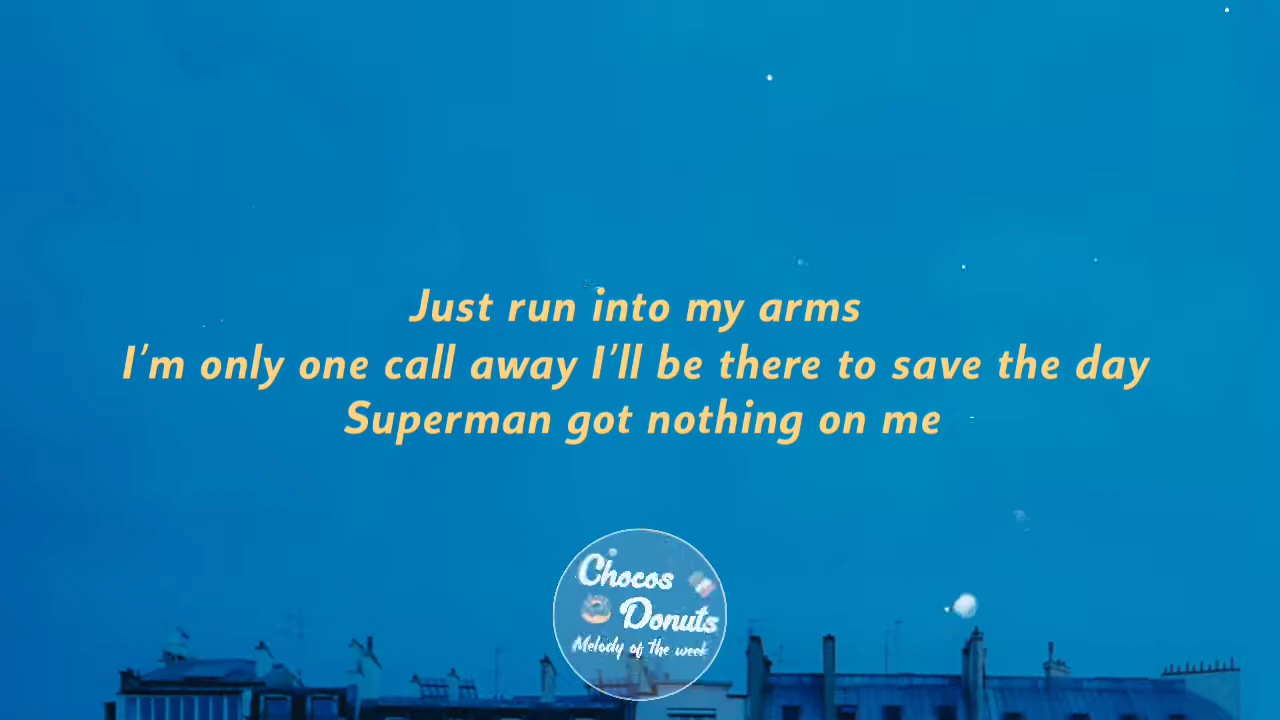 Just run into my arms
I'm only one call away I'll be there to save the day
Superman got nothing on me
Chocos
Donuts
Melody of the week